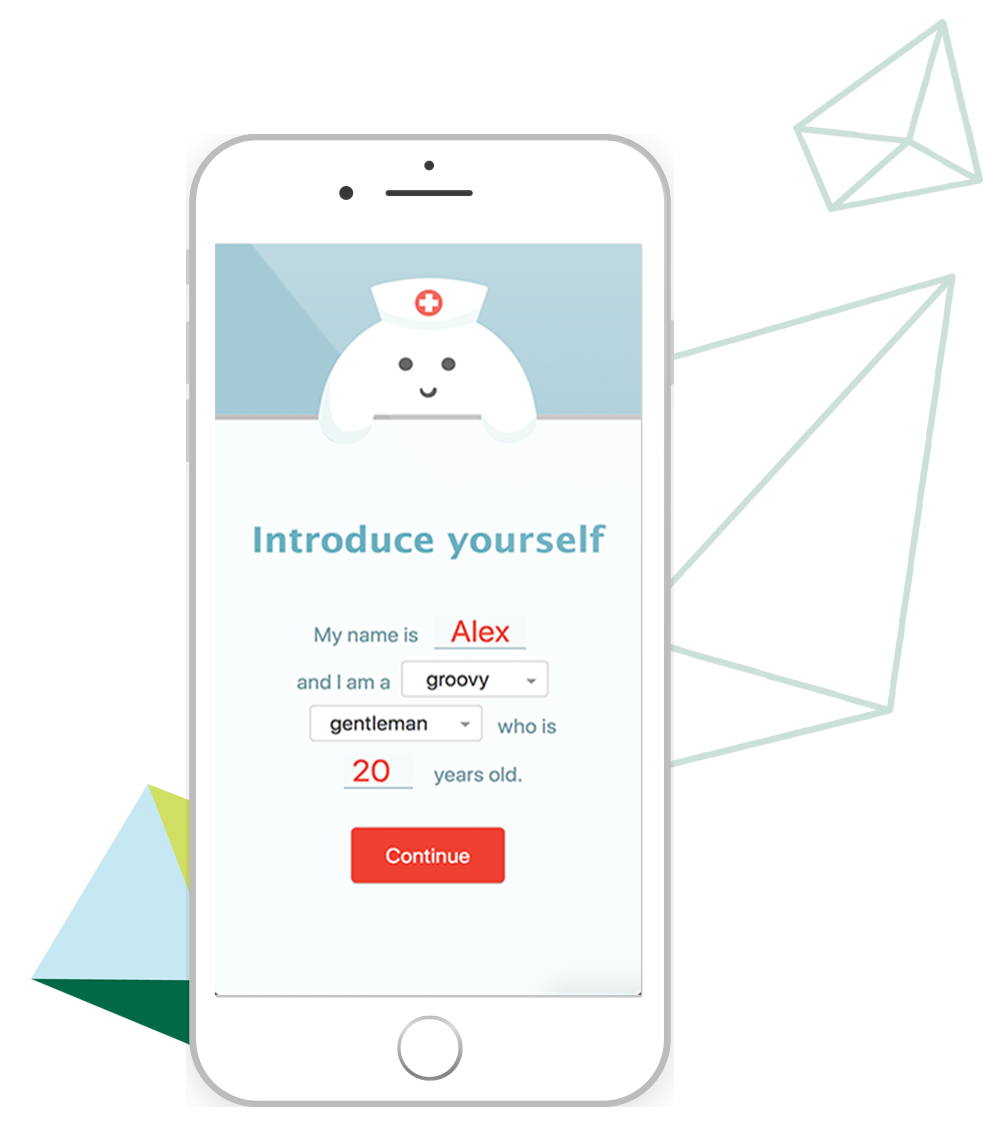 Introduce yourself
My name is Alex
and I am a groovy
gentleman who is
20 years old.
Continue